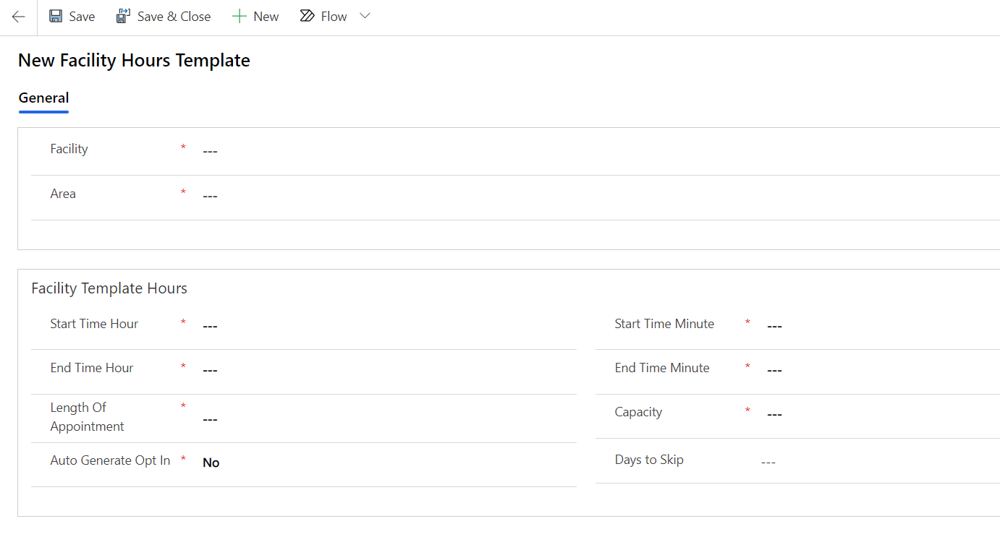 Save Save & Close New Flow
New Facility Hours Template
General
Facility * ---
Area * ---
Facility Template Hours
Start Time Hour * --- Start Time Minute * ---
End Time Hour * --- End Time Minute * ---
Length Of
Appointment * --- Capacity * ---
Auto Generate Opt In * No Days to Skip ---